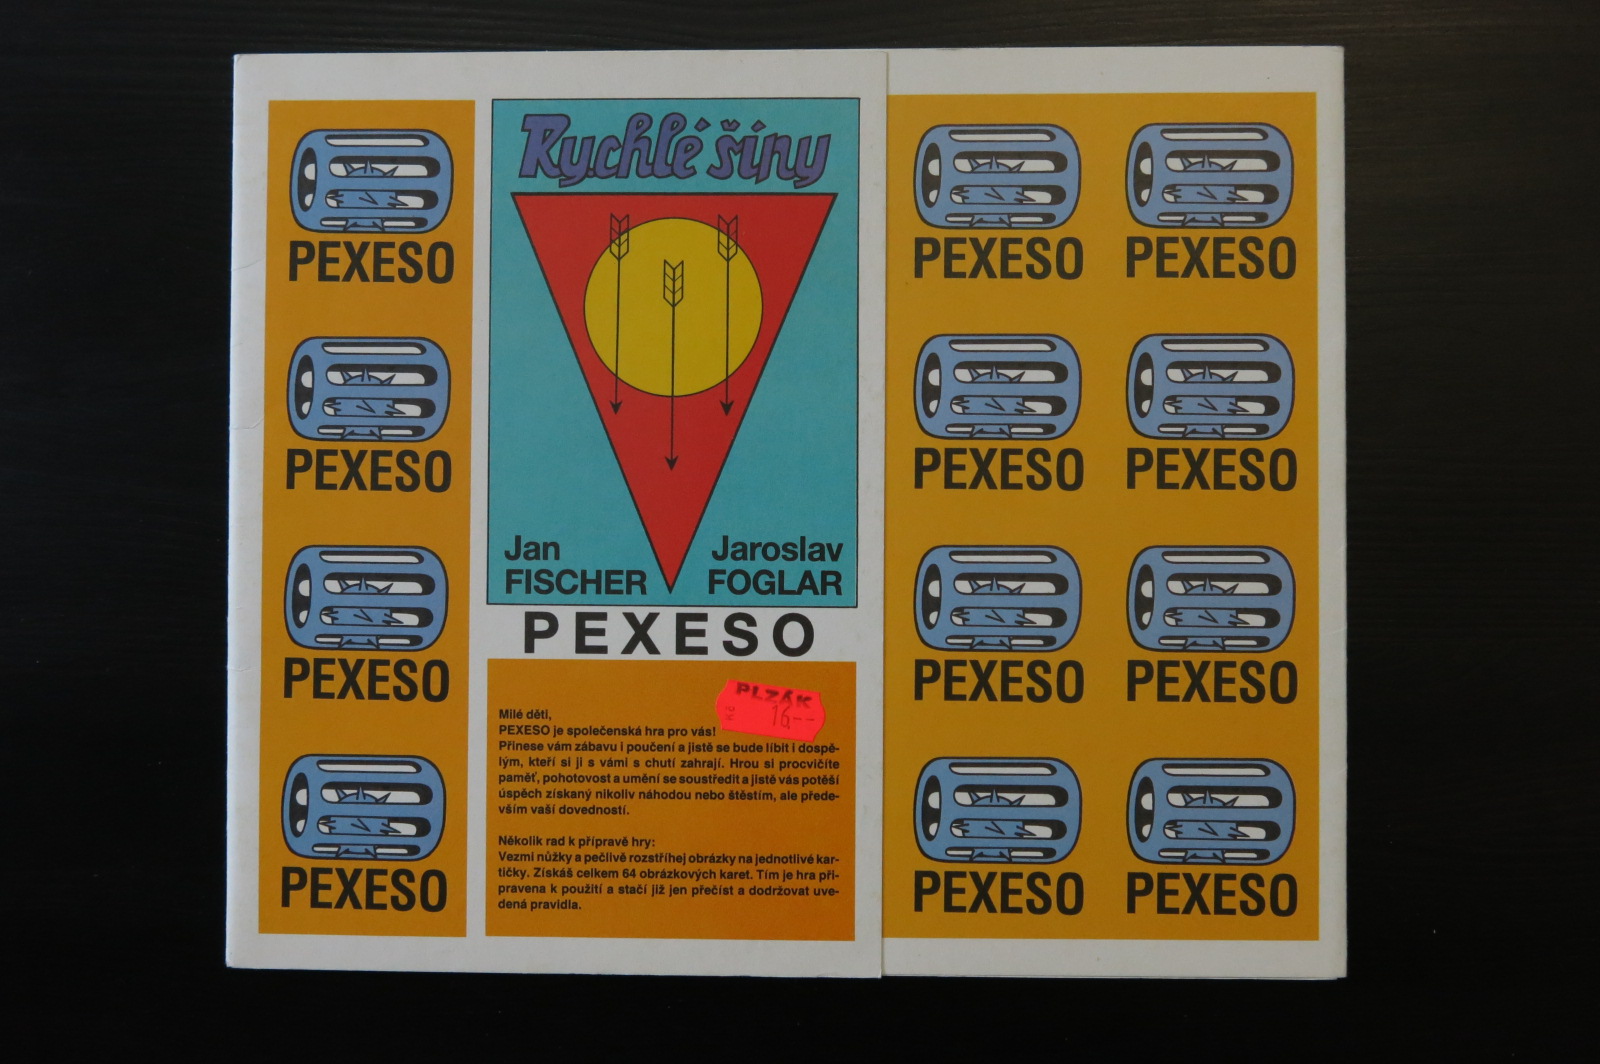 PEXESO
PEXESO
PEXESO
PEXESO
Rychlé šípy
Jan
FISCHER
Jaroslav
FOGLAR
PEXESO
PLZÁK
Kč 16--
Milé děti,
PEXESO je společenská hra pro vás!
Přinese vám zábavu i poučení a jistě se bude líbit i dospě-
lým, kteří si ji s vámi s chutí zahrají. Hrou si procvičíte
paměť, pohotovost a umění se soustředit a jistě vás potěší
úspěch získaný nikoliv náhodou nebo štěstím, ale přede-
vším vaší dovedností.
Několik rad k přípravě hry:
Vezmi nůžky a pečlivě rozstříhej obrázky na jednotlivé kar-
tičky. Získáš celkem 64 obrázkových karet. Tím je hra při-
pravena k použití a stačí již jen přečíst a dodržovat uve-
dená pravidla.
PEXESO PEXESO
PEXESO PEXESO
PEXESO PEXESO
PEXESO PEXESO